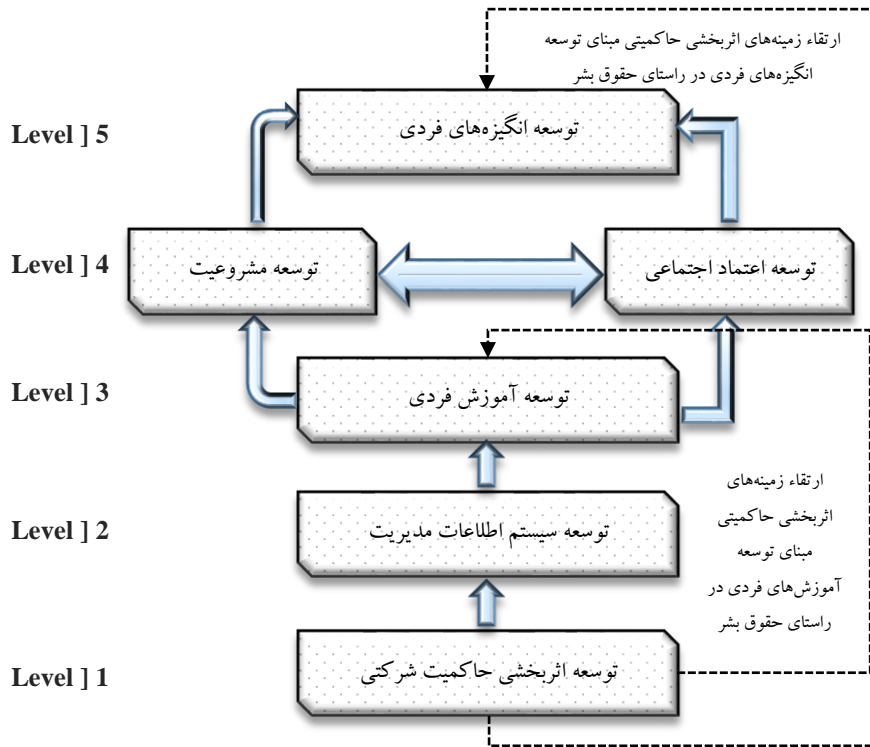 ارتقاء زمینه‌های اثربخشی حاکمیتی مبنای توسعه
انگیزه‌های فردی در راستای حقوق بشر
Level ] 5
توسعه انگیزه‌های فردی
Level ] 4
توسعه مشروعیت
توسعه اعتماد اجتماعی
Level ] 3
توسعه آموزش فردی
ارتقاء زمینه‌های
اثربخشی حاکمیتی
مبنای توسعه
آموزش‌های فردی در
راستای حقوق بشر
Level ] 2
توسعه سیستم اطلاعات مدیریت
Level ] 1
توسعه اثربخشی حاکمیت شرکتی